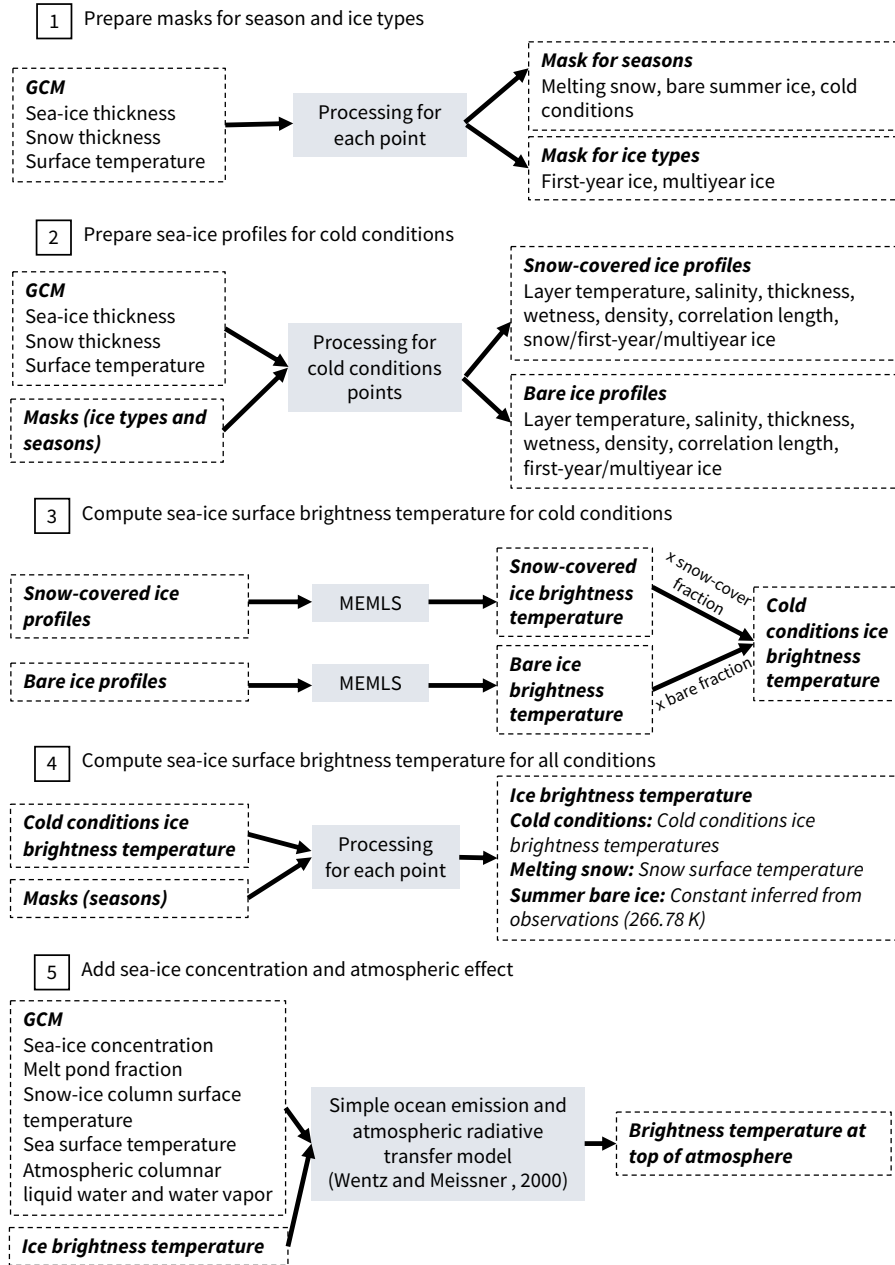 1 Prepare masks for season and ice types
GCM
Sea-ice thickness
Snow thickness
Surface temperature
Processing for
each point
Mask for seasons
Melting snow, bare summer ice, cold
conditions
Mask for ice types
First-year ice, multiyear ice
2 Prepare sea-ice profiles for cold conditions
GCM
Sea-ice thickness
Snow thickness
Surface temperature
Masks (ice types and
seasons)
Processing for
cold conditions
points
Snow-covered ice profiles
Layer temperature, salinity, thickness,
wetness, density, correlation length,
snow/first-year/multiyear ice
Bare ice profiles
Layer temperature, salinity, thickness,
wetness, density, correlation length,
first-year/multiyear ice
3 Compute sea-ice surface brightness temperature for cold conditions
Snow-covered ice
profiles
MEMLS
Snow-covered
ice brightness
temperature
x snow-cover
fraction
Bare ice profiles
MEMLS
Bare ice
brightness
temperature
x bare fraction
Cold
conditions ice
brightness
temperature
4 Compute sea-ice surface brightness temperature for all conditions
Cold conditions ice
brightness temperature
Masks (seasons)
Processing
for each point
Ice brightness temperature
Cold conditions: Cold conditions ice
brightness temperatures
Melting snow: Snow surface temperature
Summer bare ice: Constant inferred from
observations (266.78 K)
5 Add sea-ice concentration and atmospheric effect
GCM
Sea-ice concentration
Melt pond fraction
Snow-ice column surface
temperature
Sea surface temperature
Atmospheric columnar
liquid water and water vapor
Ice brightness temperature
Simple ocean emission and
atmospheric radiative
transfer model
(Wentz and Meissner , 2000)
Brightness temperature at
top of atmosphere